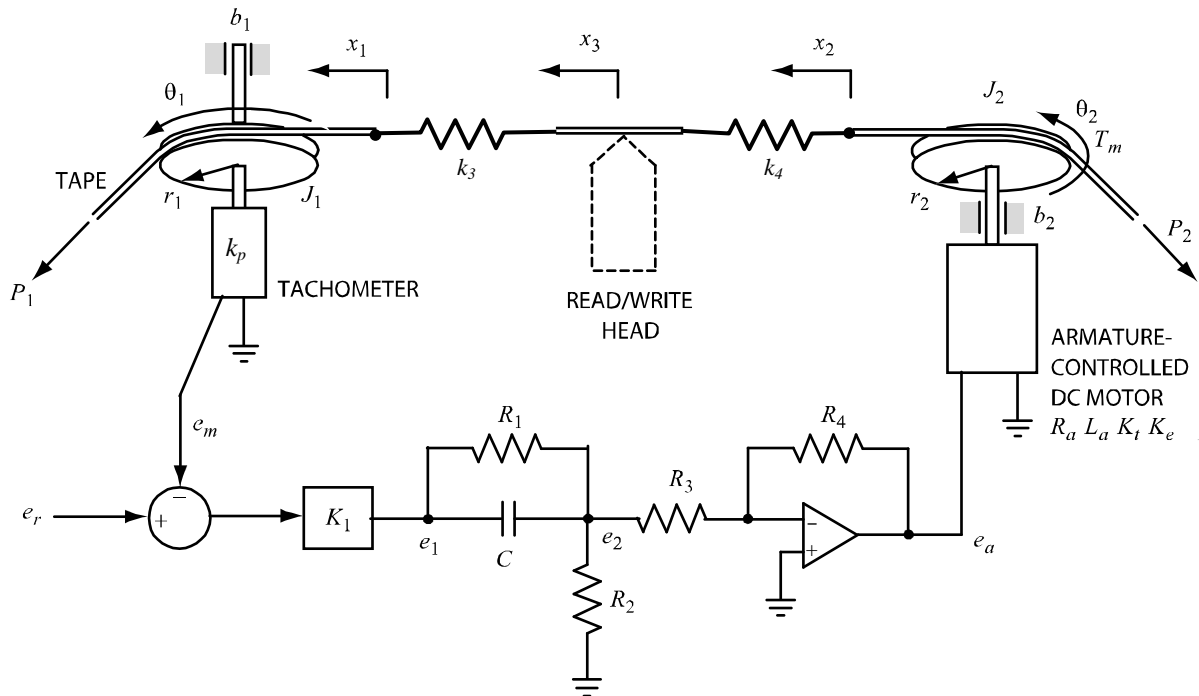 b₁
x₁
x₃
x₂
θ₁
J₂
θ₂
Tₘ
k₃
k₄
TAPE
r₁
J₁
r₂
b₂
P₂
kₚ
P₁
TACHOMETER
READ/WRITE
HEAD
ARMATURE-
CONTROLLED
DC MOTOR
Rₐ Lₐ Kₜ Kₑ
eₘ
R₁
R₄
R₃
eᵣ
+
−
K₁
e₁
C
e₂
−
+
eₐ
R₂